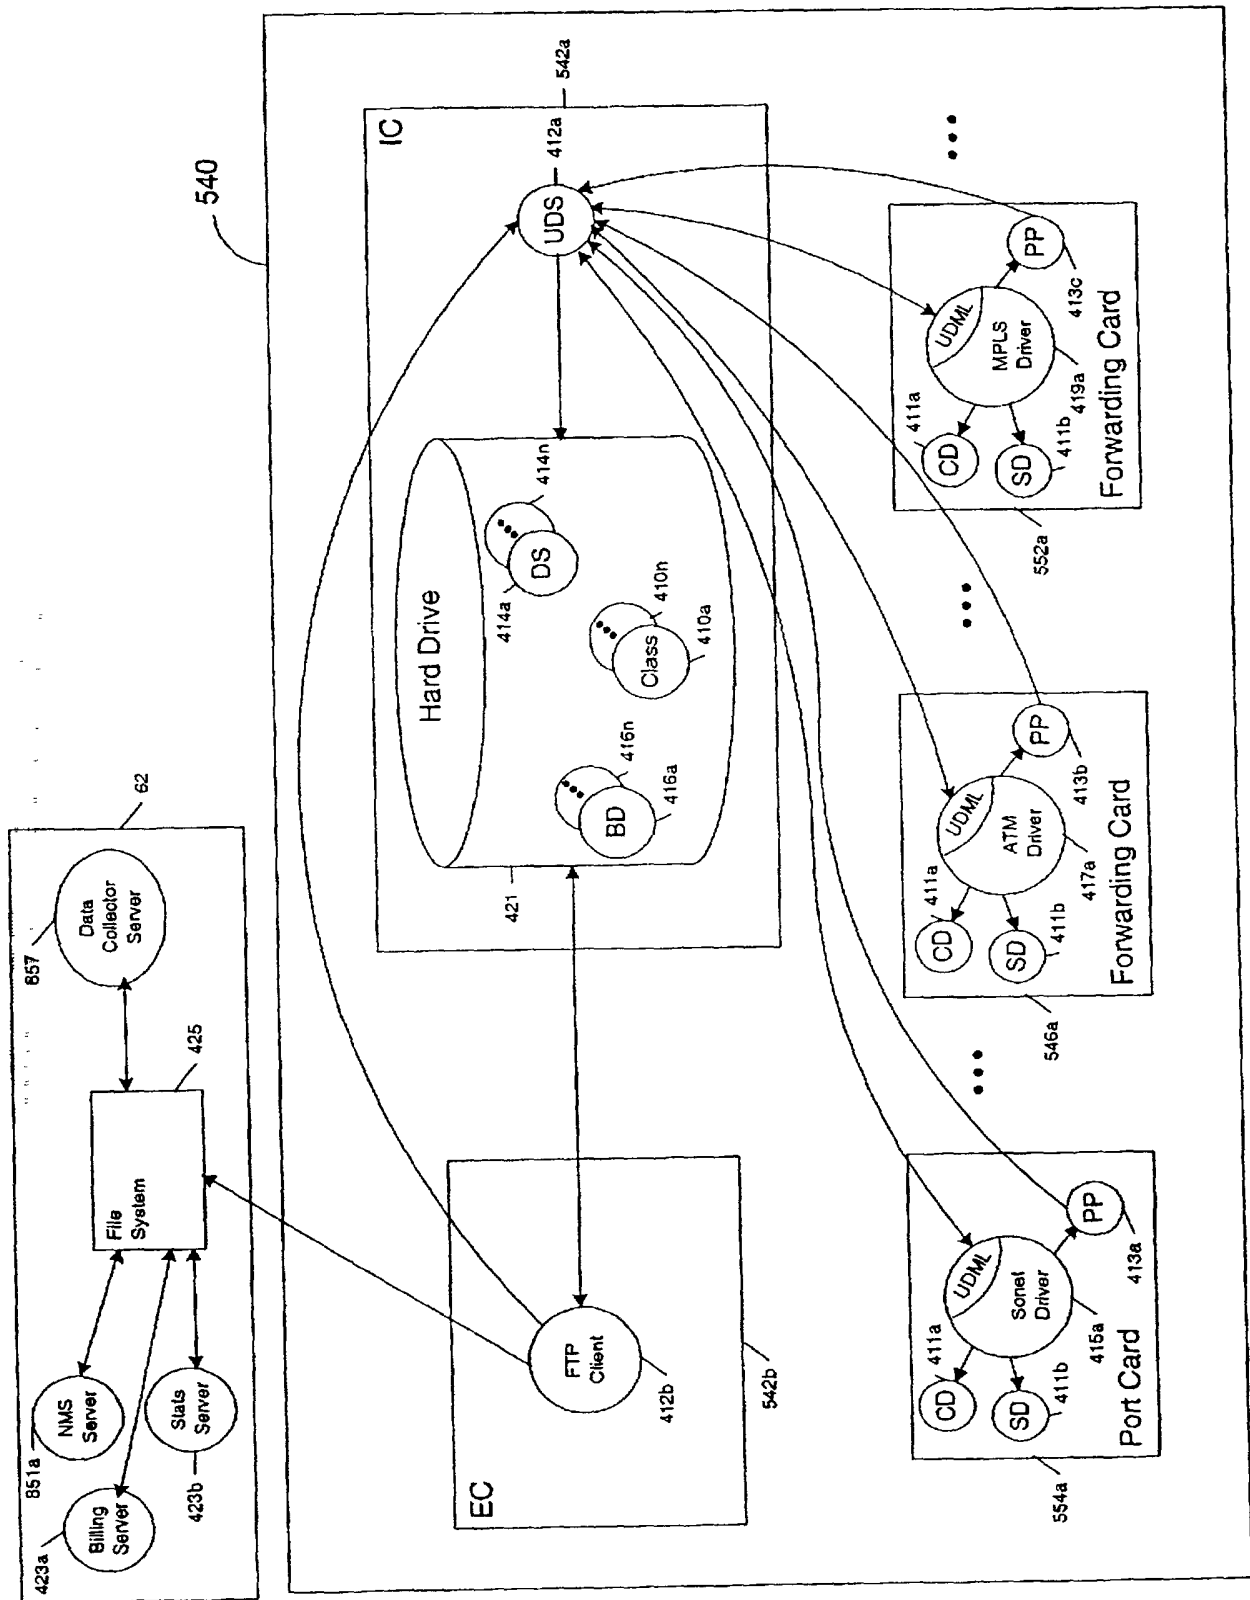 62
857
Data
Collector
Server
425
File
System
851a
NMS
Server
423a
Billing
Server
423b
Stats
Server
540
IC
542a
412a
UDS
Hard Drive
421
414n
414a
DS
410n
410a
Class
416n
416a
BD
EC
542b
FTP
Client
412b
Port Card
554a
UDML
Sonet
Driver
415a
411a
CD
SD
411b
PP
413a
Forwarding Card
546a
UDML
ATM
Driver
417a
411a
CD
SD
411b
PP
413b
Forwarding Card
552a
UDML
MPLS
Driver
419a
411a
CD
SD
411b
PP
413c